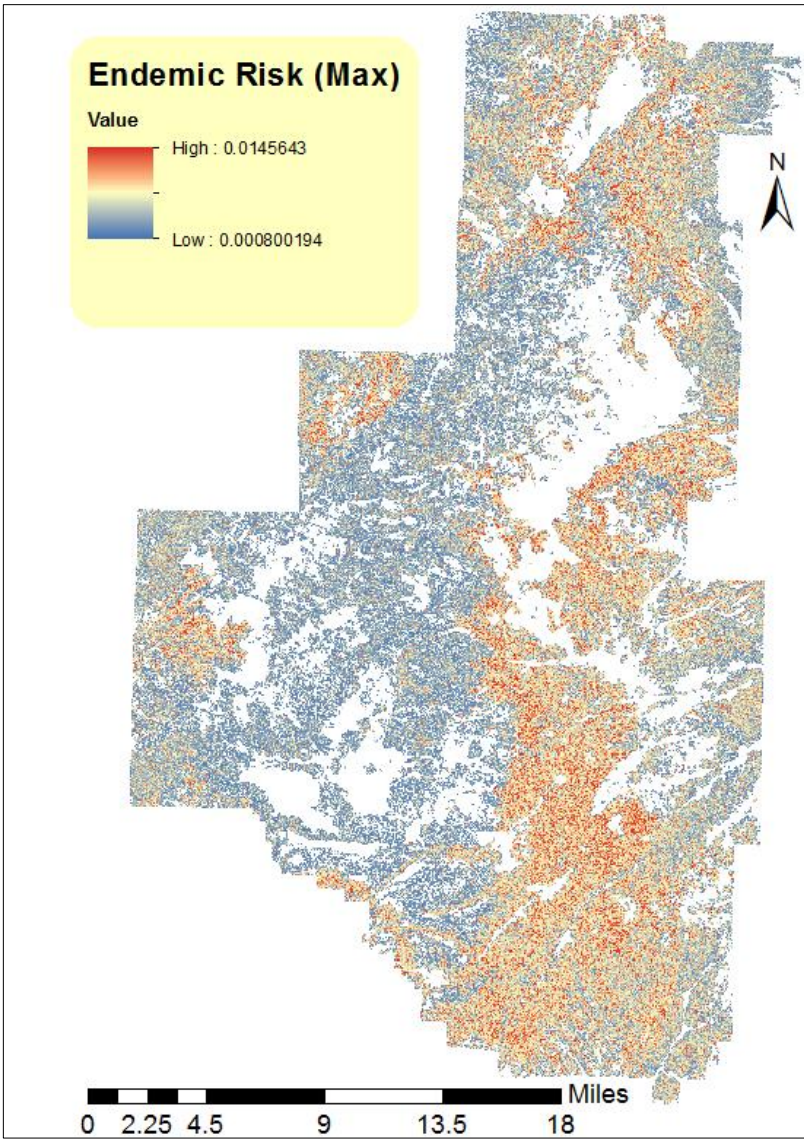 Endemic Risk (Max)
Value
High : 0.0145643
Low : 0.000800194
N
Miles
0 2.25 4.5 9 13.5 18